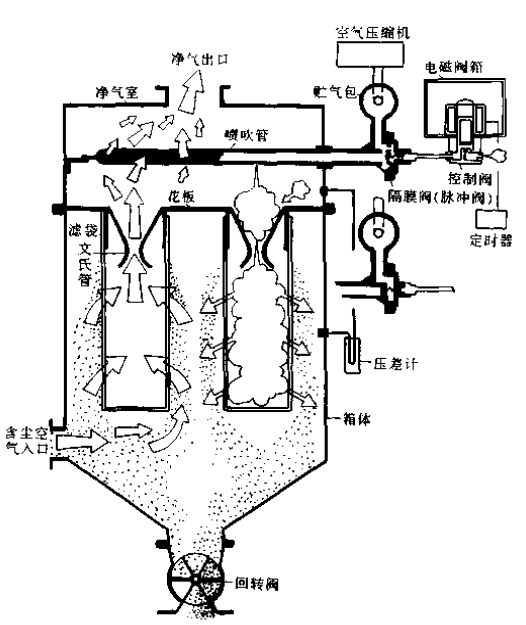 空气压缩机
净气出口
电磁阀箱
净气室
贮气包
喷吹管
控制阀
隔膜阀(脉冲阀)
花板
滤袋
文氏管
定时器
压差计
箱体
含尘空
气入口
回转阀